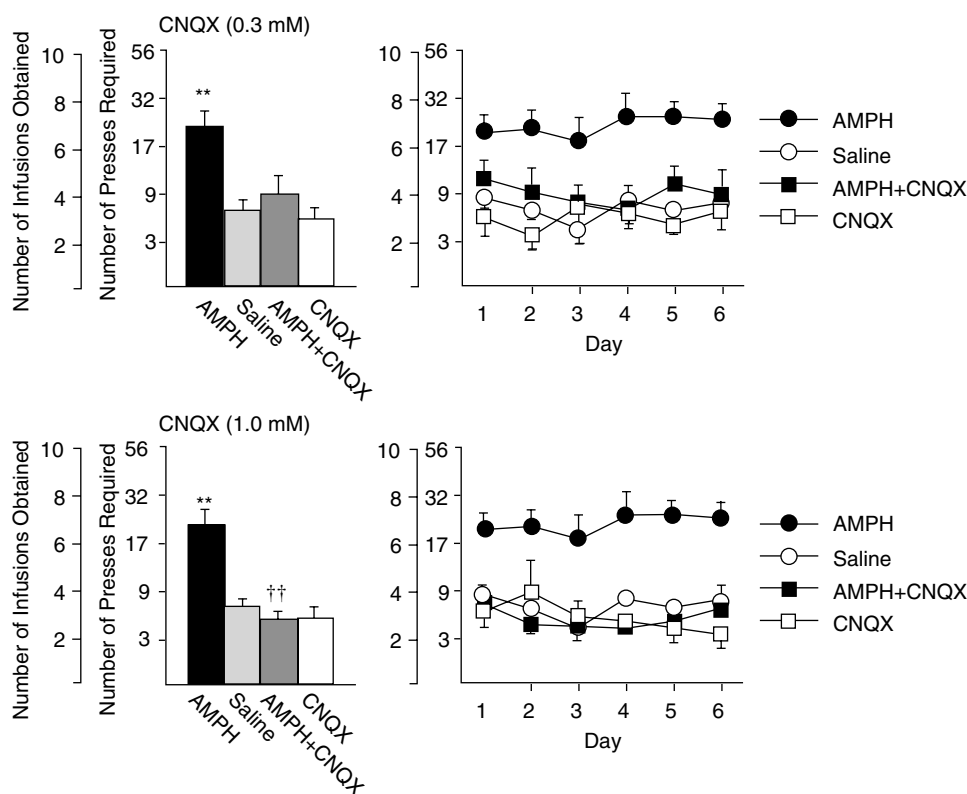 CNQX (0.3 mM)
Number of Infusions Obtained
10
8
6
4
2
Number of Presses Required
56
32
17
9
3
**
AMPH
Saline
AMPH+CNQX
CNQX
10
8
6
4
2
56
32
17
9
3
1 2 3 4 5 6
Day
AMPH
Saline
AMPH+CNQX
CNQX
CNQX (1.0 mM)
Number of Infusions Obtained
10
8
6
4
2
Number of Presses Required
56
32
17
9
3
**
††
AMPH
Saline
AMPH+CNQX
CNQX
10
8
6
4
2
56
32
17
9
3
1 2 3 4 5 6
Day
AMPH
Saline
AMPH+CNQX
CNQX